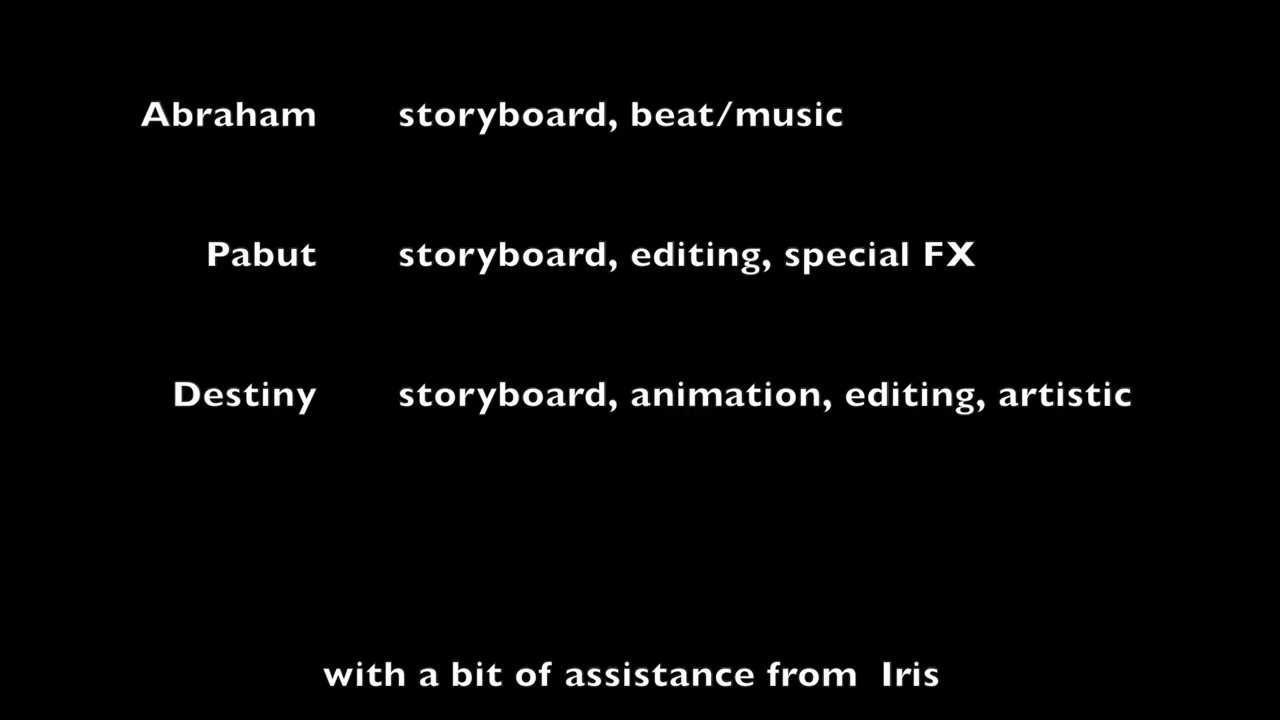 Abraham storyboard, beat/music
Pabut storyboard, editing, special FX
Destiny storyboard, animation, editing, artistic
with a bit of assistance from Iris